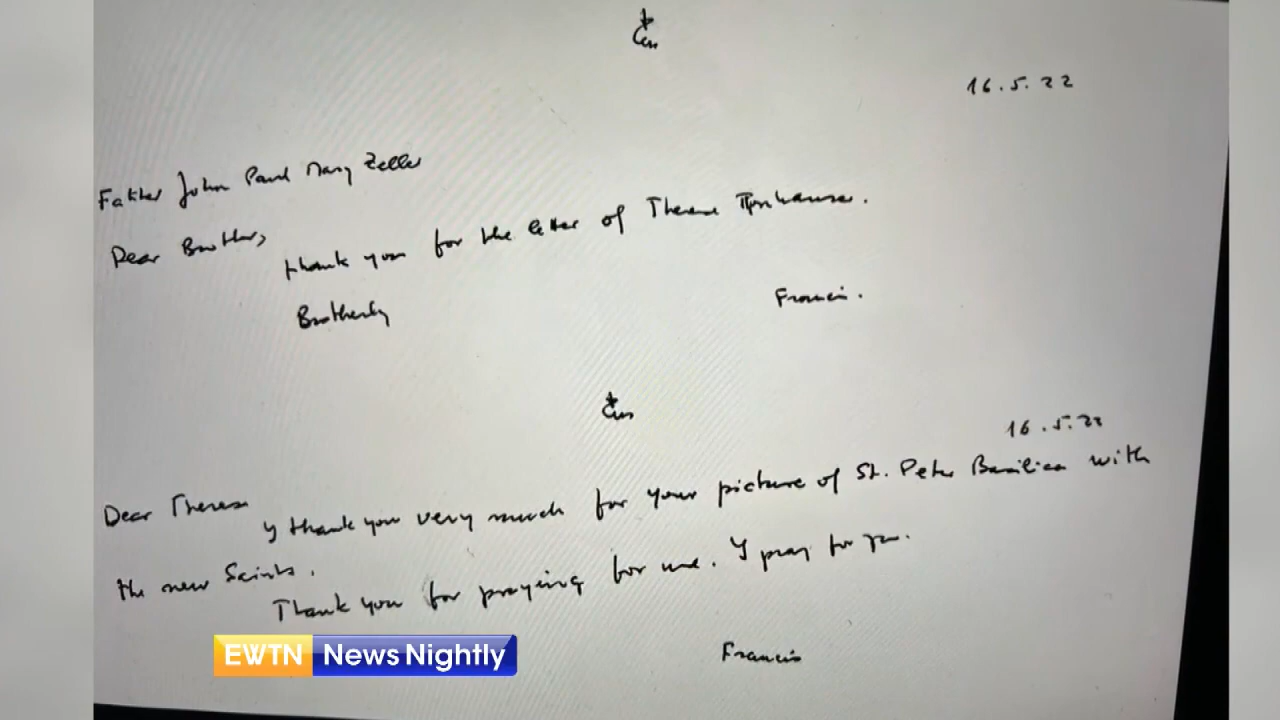 16.5.22
Father John Paul Mary Zeller
Dear Brother,
thank you for the letter of Therese
Brotherly
Francis.
16.5.22
Dear Theresa
y thank you very much for your picture of St. Peter Basilica with
the new Saints.
Thank you for praying for me. I pray for you.
Francis
EWTN News Nightly